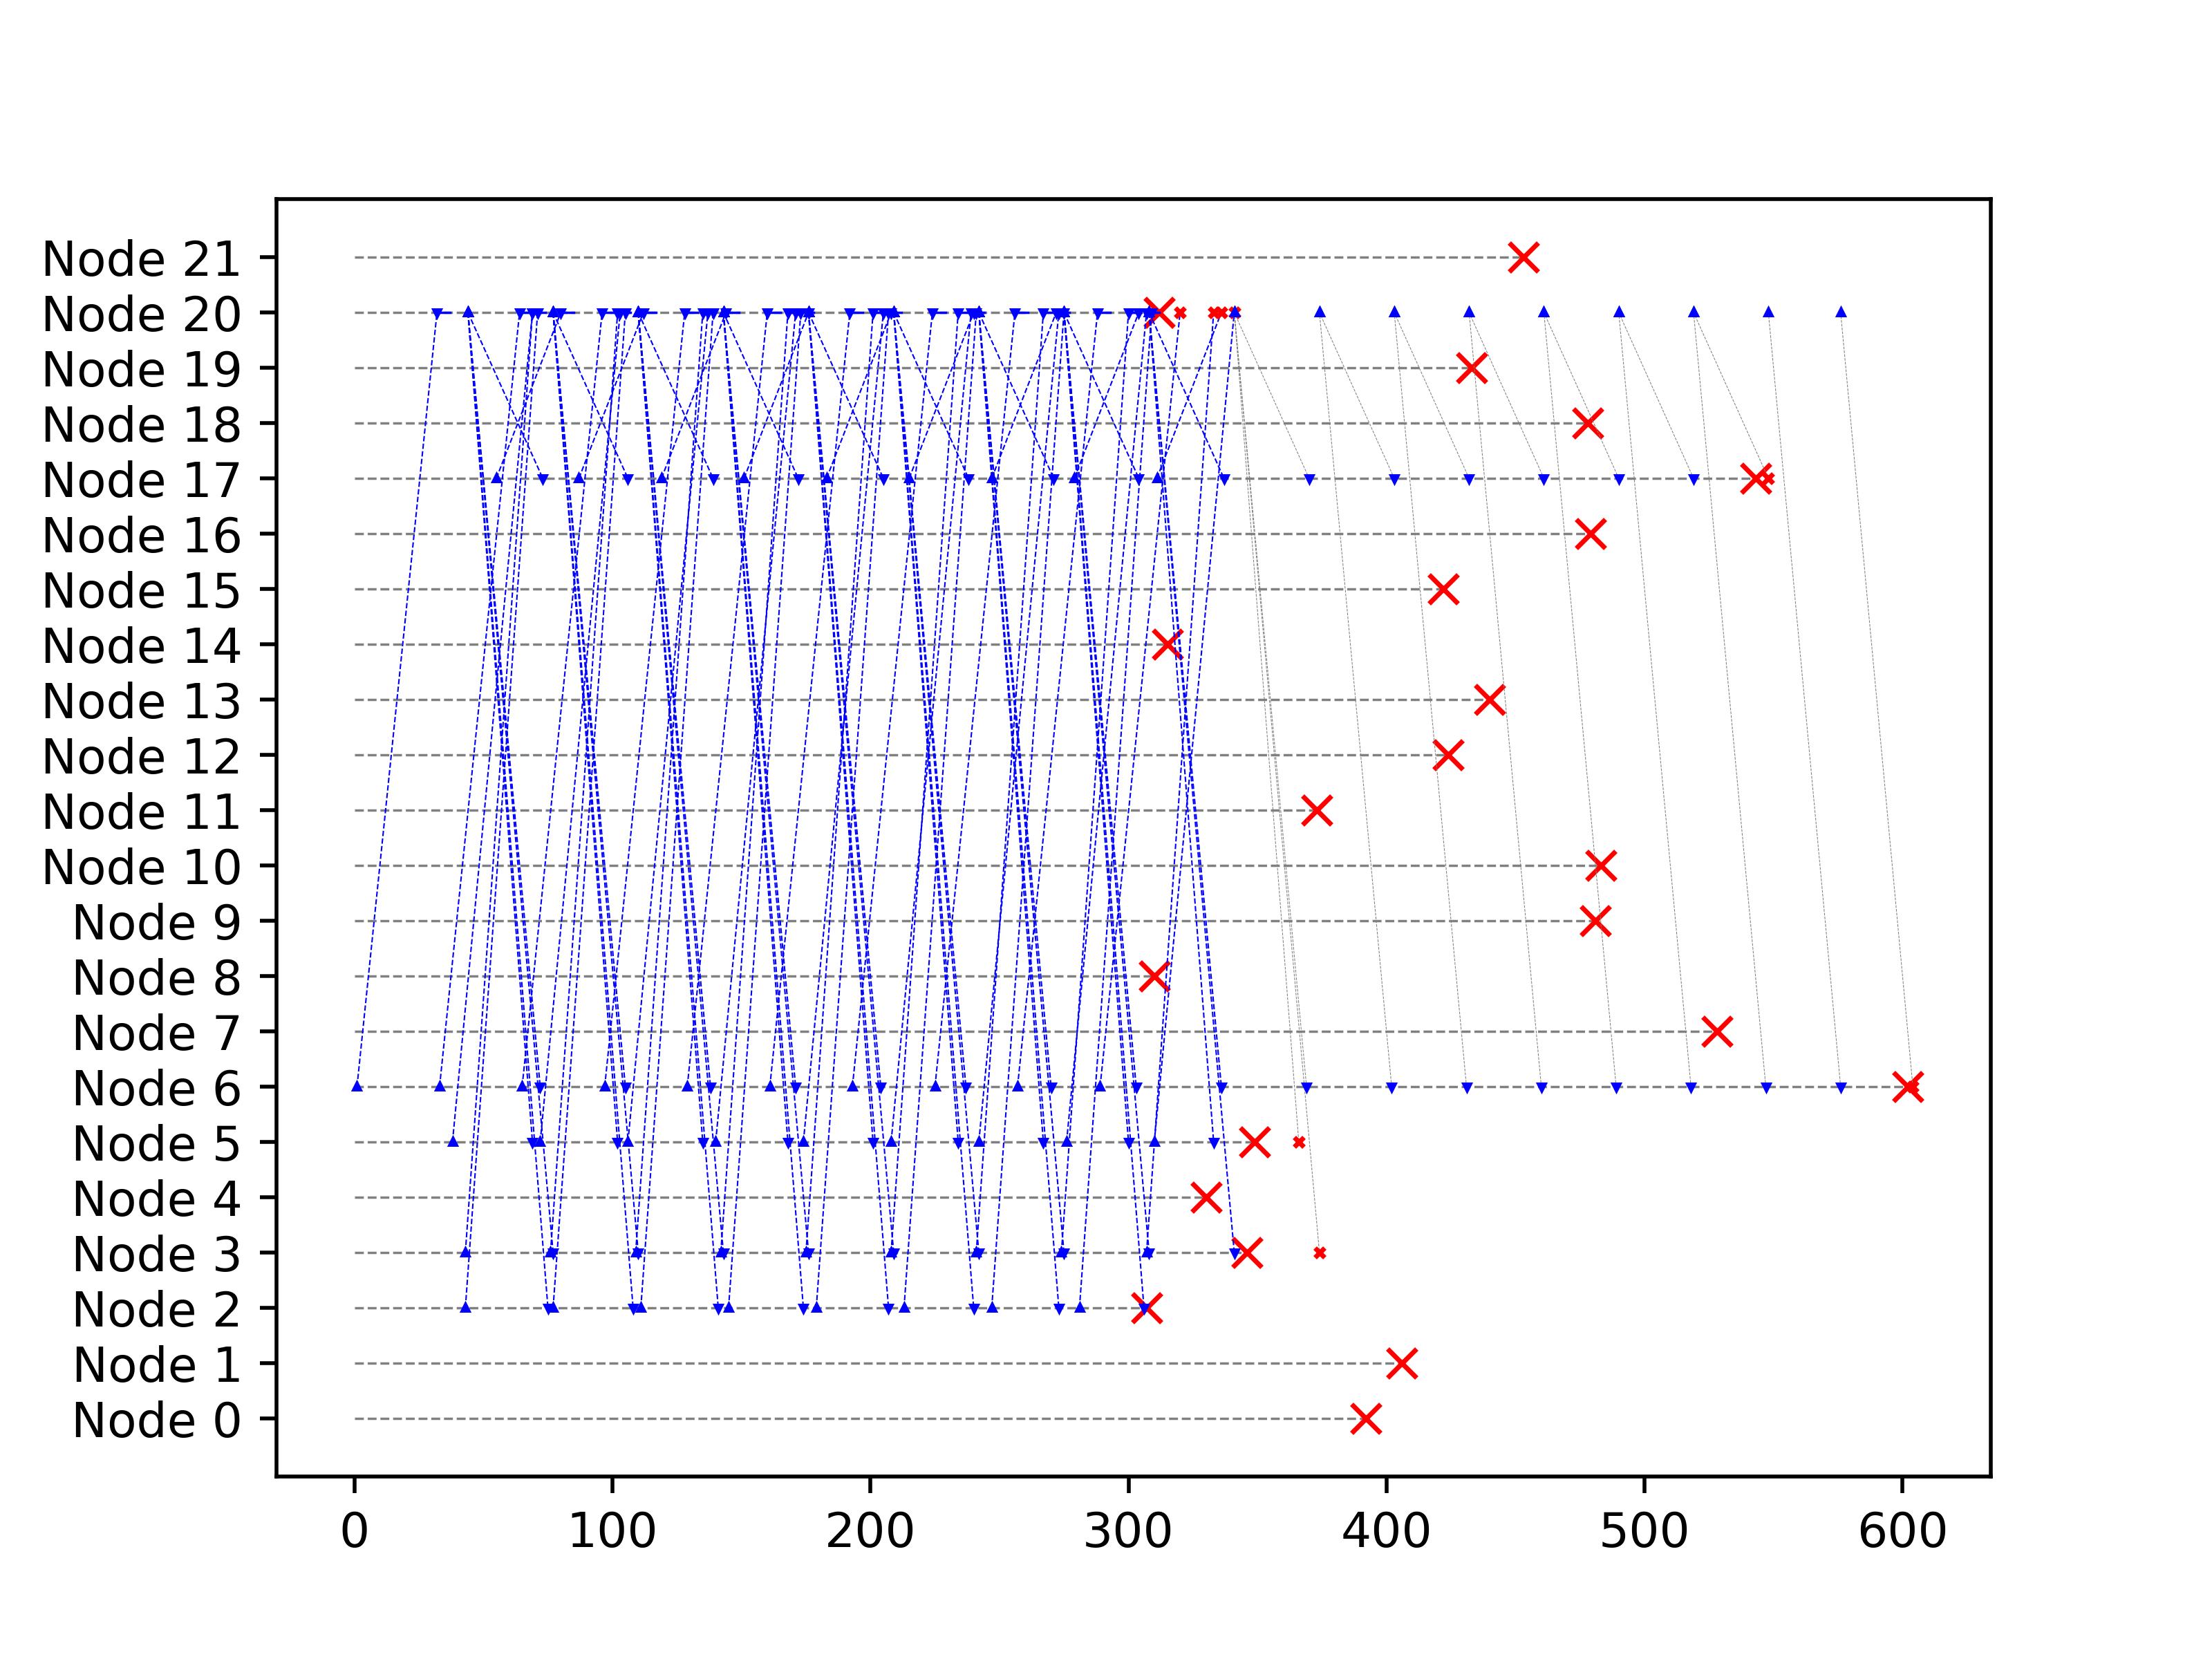 Node 21
Node 20
Node 19
Node 18
Node 17
Node 16
Node 15
Node 14
Node 13
Node 12
Node 11
Node 10
Node 9
Node 8
Node 7
Node 6
Node 5
Node 4
Node 3
Node 2
Node 1
Node 0
0 100 200 300 400 500 600